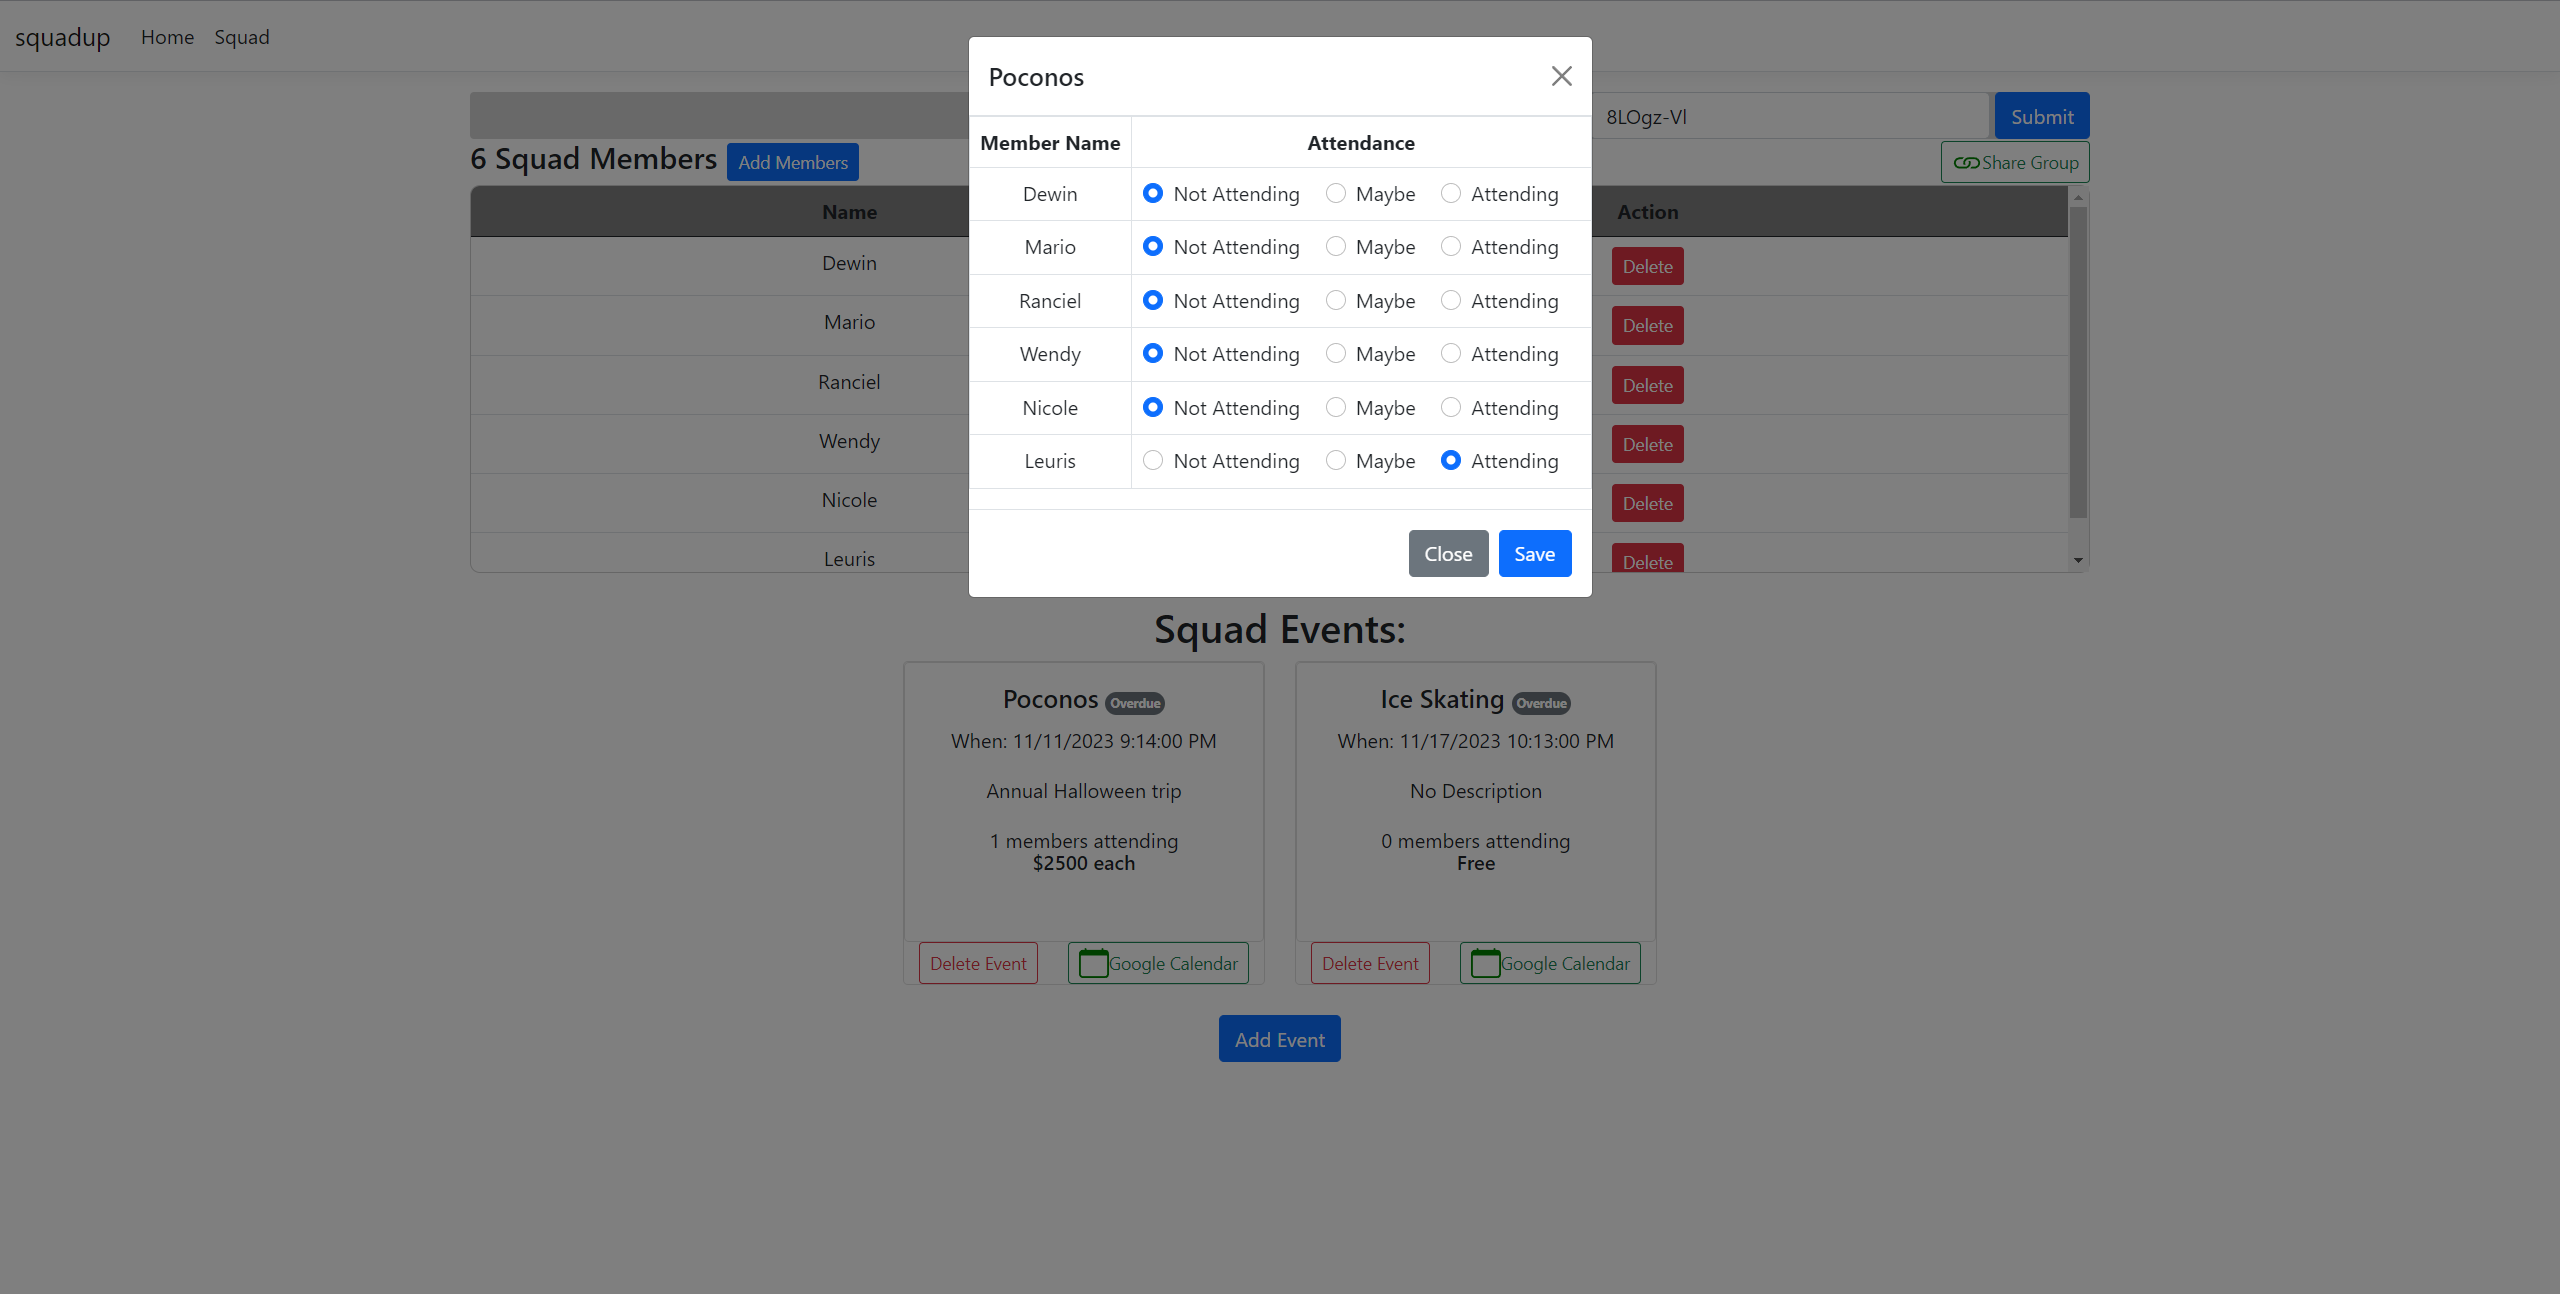 squadup Home Squad
Poconos
8LOgz-Vl Submit
6 Squad Members Add Members
Share Group
Member Name Attendance
Dewin Not Attending Maybe Attending
Mario Not Attending Maybe Attending
Ranciel Not Attending Maybe Attending
Wendy Not Attending Maybe Attending
Nicole Not Attending Maybe Attending
Leuris Not Attending Maybe Attending
Close Save
Name Action
Dewin Delete
Mario Delete
Ranciel Delete
Wendy Delete
Nicole Delete
Leuris Delete
Squad Events:
Poconos Overdue
When: 11/11/2023 9:14:00 PM
Annual Halloween trip
1 members attending
$2500 each
Delete Event Google Calendar
Ice Skating Overdue
When: 11/17/2023 10:13:00 PM
No Description
0 members attending
Free
Delete Event Google Calendar
Add Event